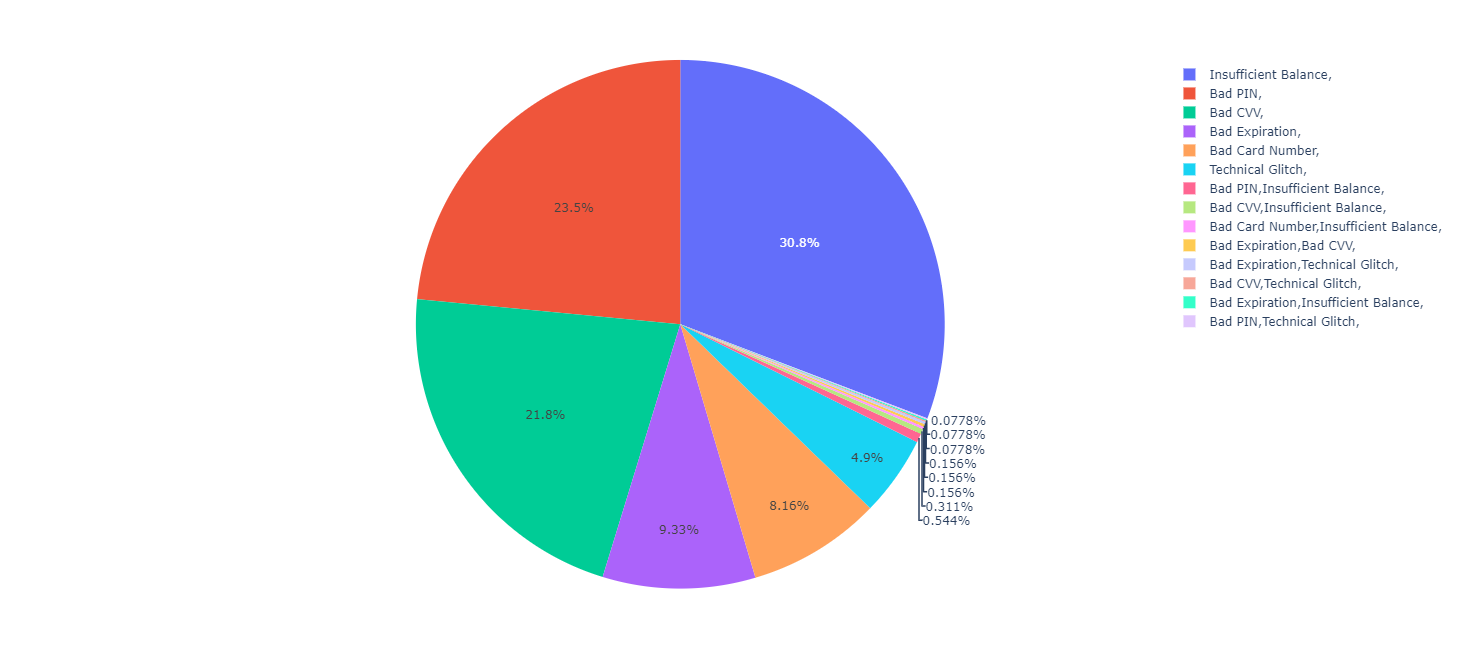 30.8%
23.5%
21.8%
9.33%
8.16%
4.9%
0.0778%
0.0778%
0.0778%
0.156%
0.156%
0.156%
0.311%
0.544%
Insufficient Balance,
Bad PIN,
Bad CVV,
Bad Expiration,
Bad Card Number,
Technical Glitch,
Bad PIN,Insufficient Balance,
Bad CVV,Insufficient Balance,
Bad Card Number,Insufficient Balance,
Bad Expiration,Bad CVV,
Bad Expiration,Technical Glitch,
Bad CVV,Technical Glitch,
Bad Expiration,Insufficient Balance,
Bad PIN,Technical Glitch,